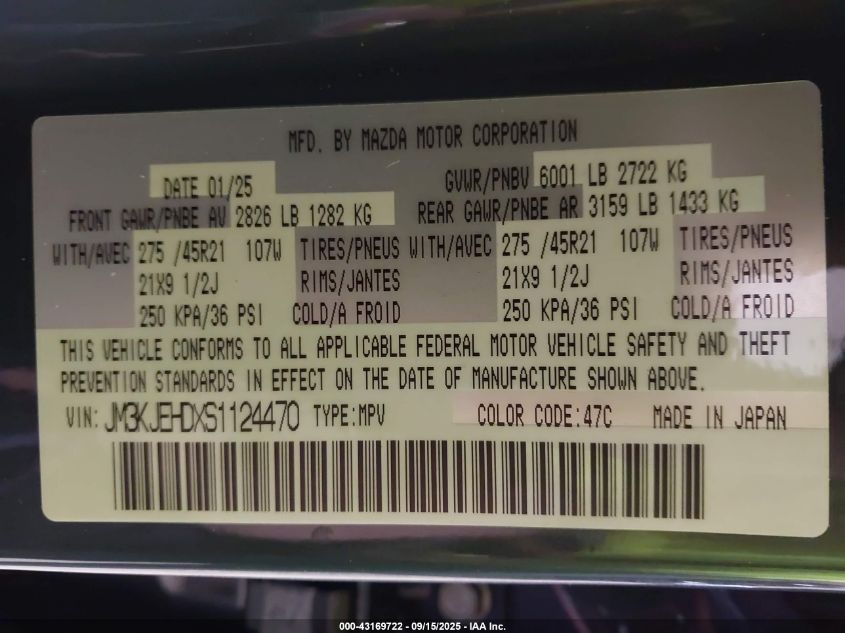 MFD. BY MAZDA MOTOR CORPORATION
DATE 01/25 GVWR/PNBV 6001 LB 2722 KG
FRONT GAWR/PNBE AV 2826 LB 1282 KG REAR GAWR/PNBE AR 3159 LB 1433 KG
WITH/AVEC 275 /45R21 107W TIRES/PNEUS WITH/AVEC 275 /45R21 107W TIRES/PNEUS
21X9 1/2J RIMS/JANTES 21X9 1/2J RIMS/JANTES
250 KPA/36 PSI COLD/A FROID 250 KPA/36 PSI COLD/A FROID
THIS VEHICLE CONFORMS TO ALL APPLICABLE FEDERAL MOTOR VEHICLE SAFETY AND THEFT
PREVENTION STANDARDS IN EFFECT ON THE DATE OF MANUFACTURE SHOWN ABOVE.
VIN: JM3KJEHDXS1124470 TYPE:MPV COLOR CODE:47C MADE IN JAPAN
000-43169722 - 09/15/2025 - IAA Inc.